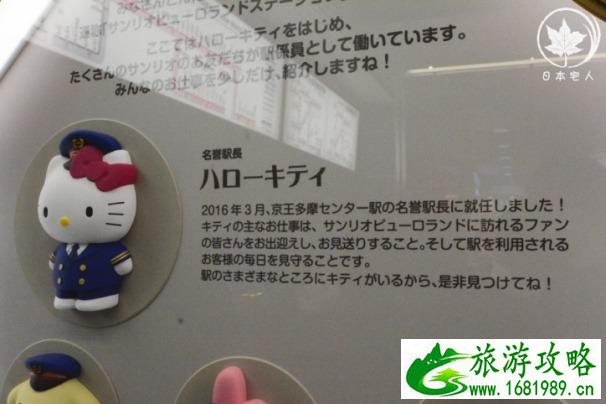 「サンリオピューロランドステーション
ここではハローキティをはじめ、
たくさんのサンリオのお友だちが駅係員として働いています。
みんなのお仕事を少しだけ、紹介しますね！
日本宅人
名誉駅長
ハローキティ
2016年3月、京王多摩センター駅の名誉駅長に就任しました！
キティの主なお仕事は、サンリオピューロランドに訪れるファン
の皆さんをお出迎えし、お見送りすること。そして駅を利用される
お客様の毎日を見守ることです。
駅のさまざまなところにキティがいるから、是非見つけてね！
旅游攻略
www.1681989.cn